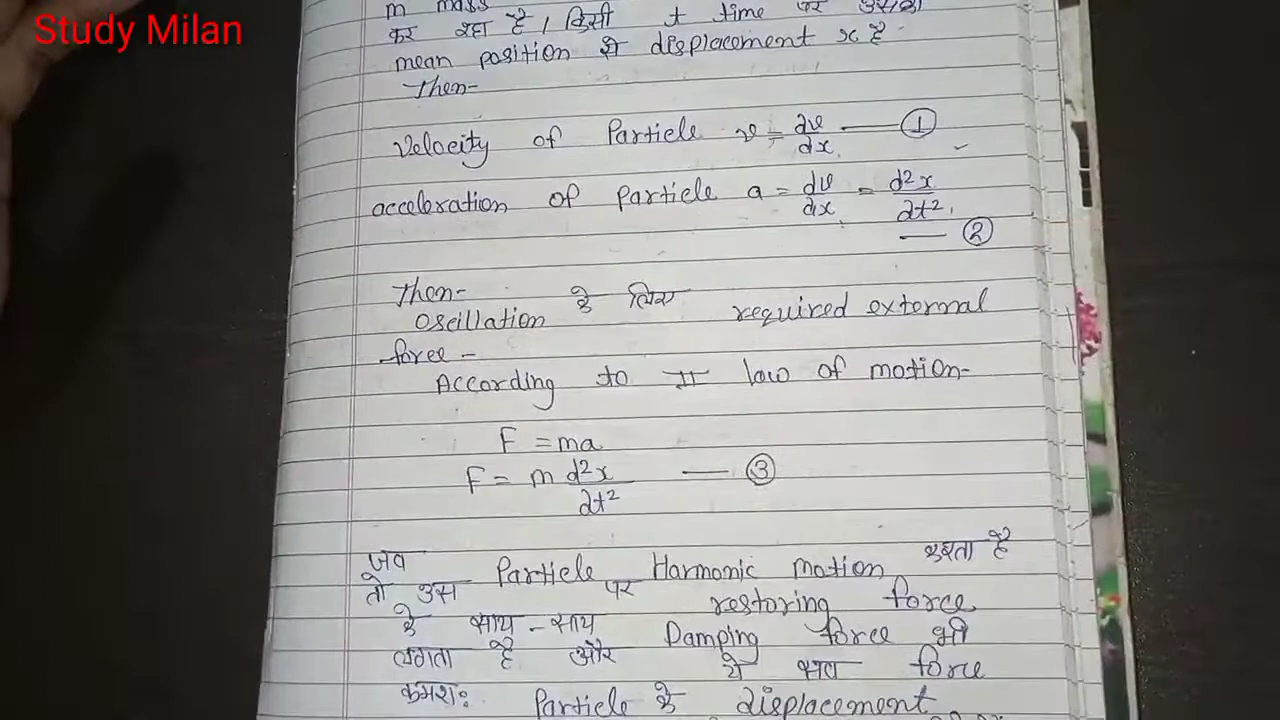 Study Milan
m mass
कर रहा है। किसी t time पर उसका
mean position से displacement x है
Then-
Velocity of Particle v = dv/dx —— ①
acceleration of Particle a = dv/dx = d²x/dt²
—— ②
Then-
Oscillation के लिए required external
force -
According to II law of motion-
F = ma
F = m d²x/dt² —— ③
जब Particle Harmonic motion करता है
तो उस पर restoring force
के साथ-साथ Damping force भी
लगता है और ये सब force
क्रमशः Particle के displacement